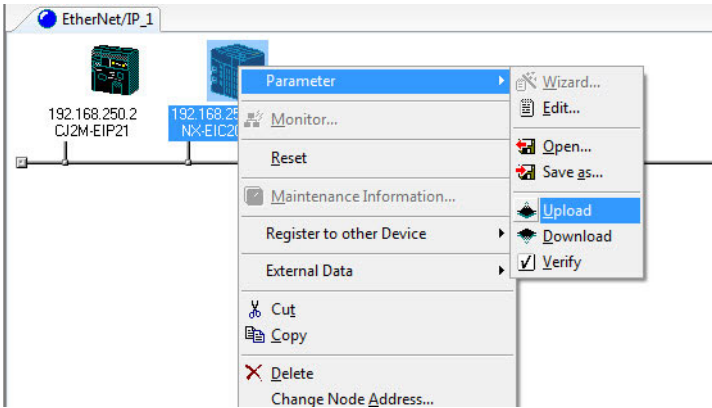 EtherNet/IP_1
192.168.250.2
CJ2M-EIP21
192.168.25
NX-EIC20
Parameter
Monitor...
Reset
Maintenance Information...
Register to other Device
External Data
Cut
Copy
Delete
Change Node Address...
Wizard...
Edit...
Open...
Save as...
Upload
Download
Verify